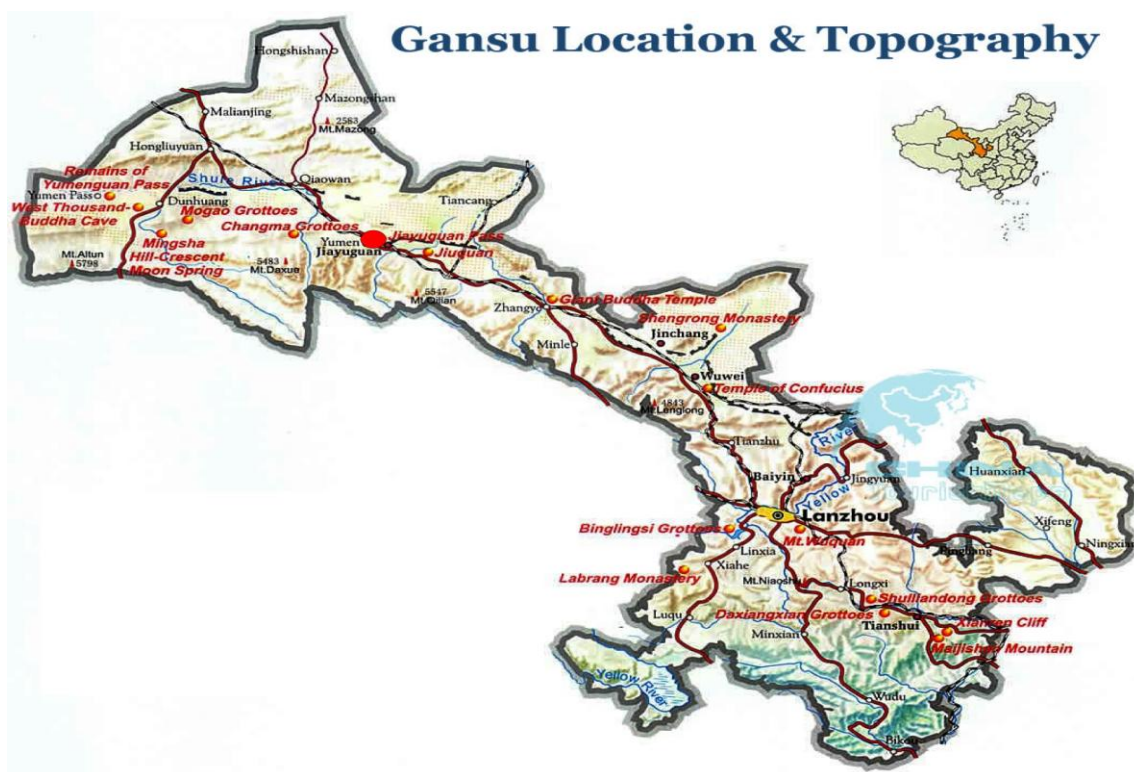 Gansu Location & Topography
Hongshishan
Mazongshan
2583
Mt.Mazong
Malianjing
Hongliuyuan
Remains of
Yumenguan Pass
Yumen Pass
Shule River
Qiaowan
West Thousand-
Buddha Cave
Dunhuang
Mogao Grottoes
Changma Grottoes
Tiancang
Mingsha
Hill-Crescent
Moon Spring
Mt.Altun
5798
5483
Mt.Daxue
Yumen
Jiayuguan
Jiayuguan Pass
Jiuquan
5547
Mt.Qilian
Zhangye
Giant Buddha Temple
Shengrong Monastery
Jinchang
Minle
Wuwei
Temple of Confucius
4843
Mt.Lenglong
Tianzhu
River
Baiyin
Jingyuan
Yellow
Huanxian
Xifeng
Lanzhou
Binglingsi Grottoes
Mt.Wuquan
Linxia
Xiahe
Labrang Monastery
Mt.Niaoshu
Longxi
Shuiliandong Grottoes
Luqu
Daxiangxian Grottoes
Tianshui
Xianren Cliff
Minxian
Maijishan Mountain
Yellow River
Wudu